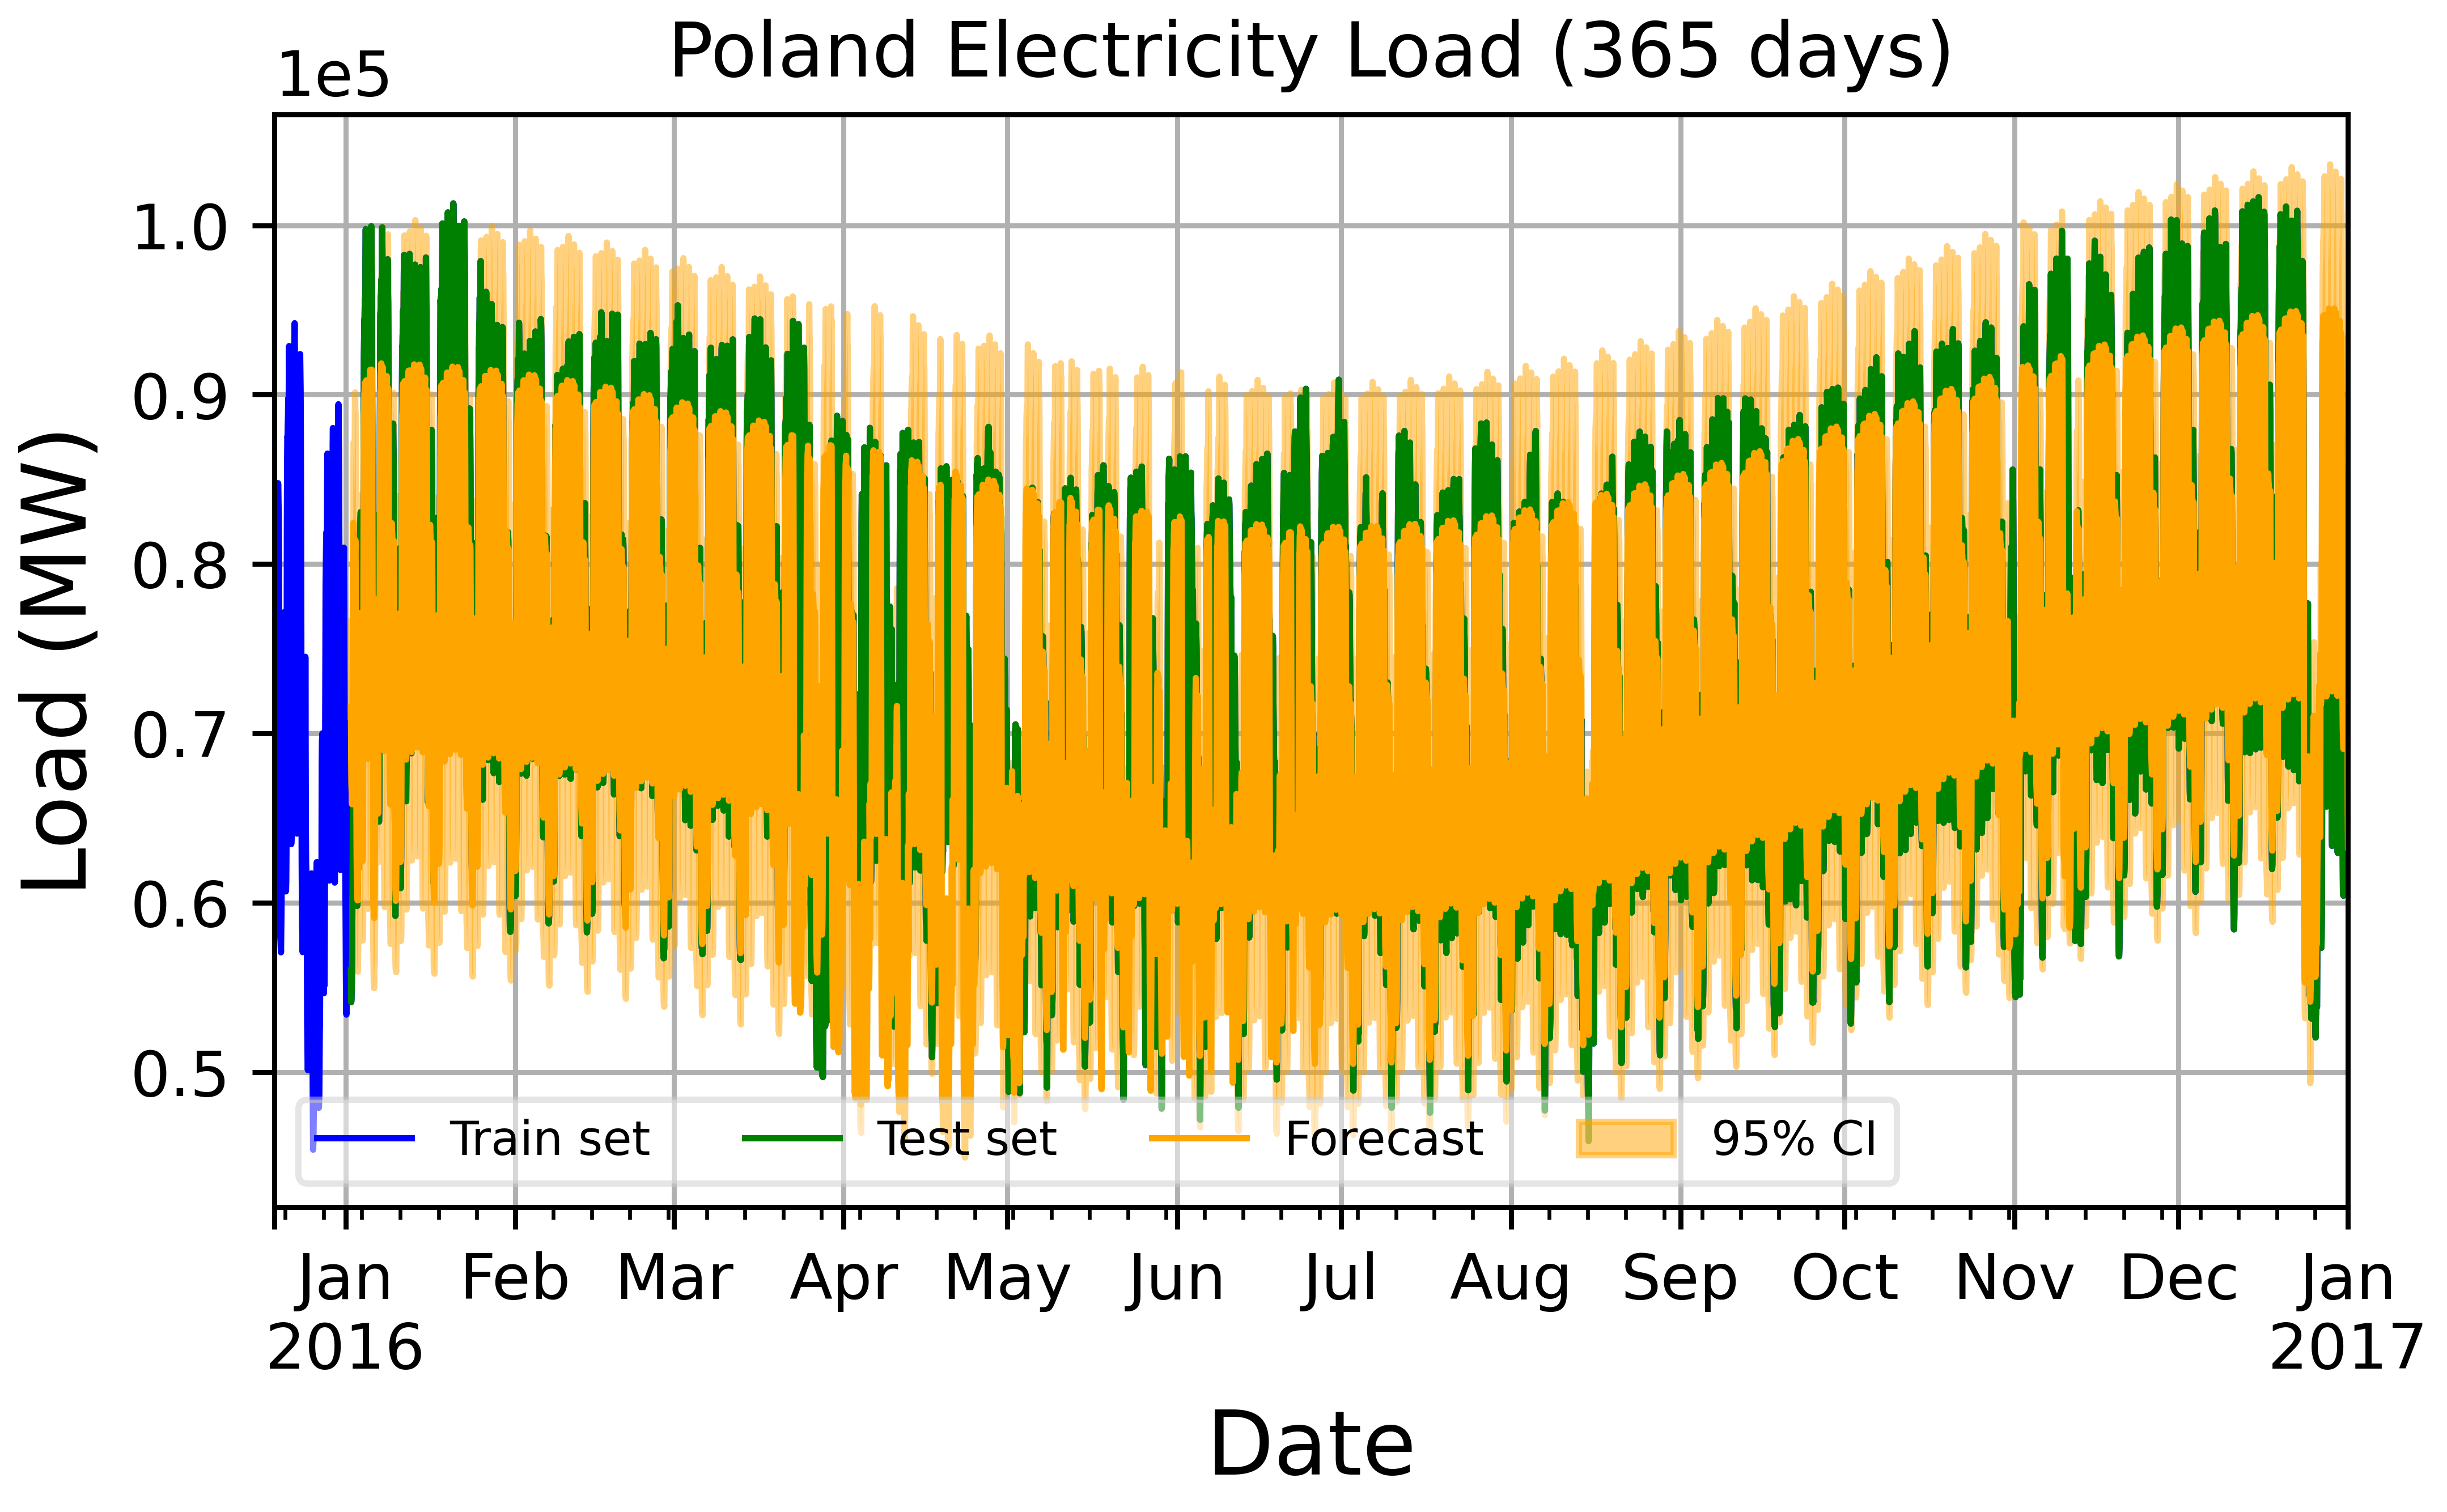 Poland Electricity Load (365 days)
1e5
1.0
0.9
0.8
0.7
0.6
0.5
Load (MW)
Train set Test set Forecast 95% CI
Jan Feb Mar Apr May Jun Jul Aug Sep Oct Nov Dec Jan
2016 2017
Date